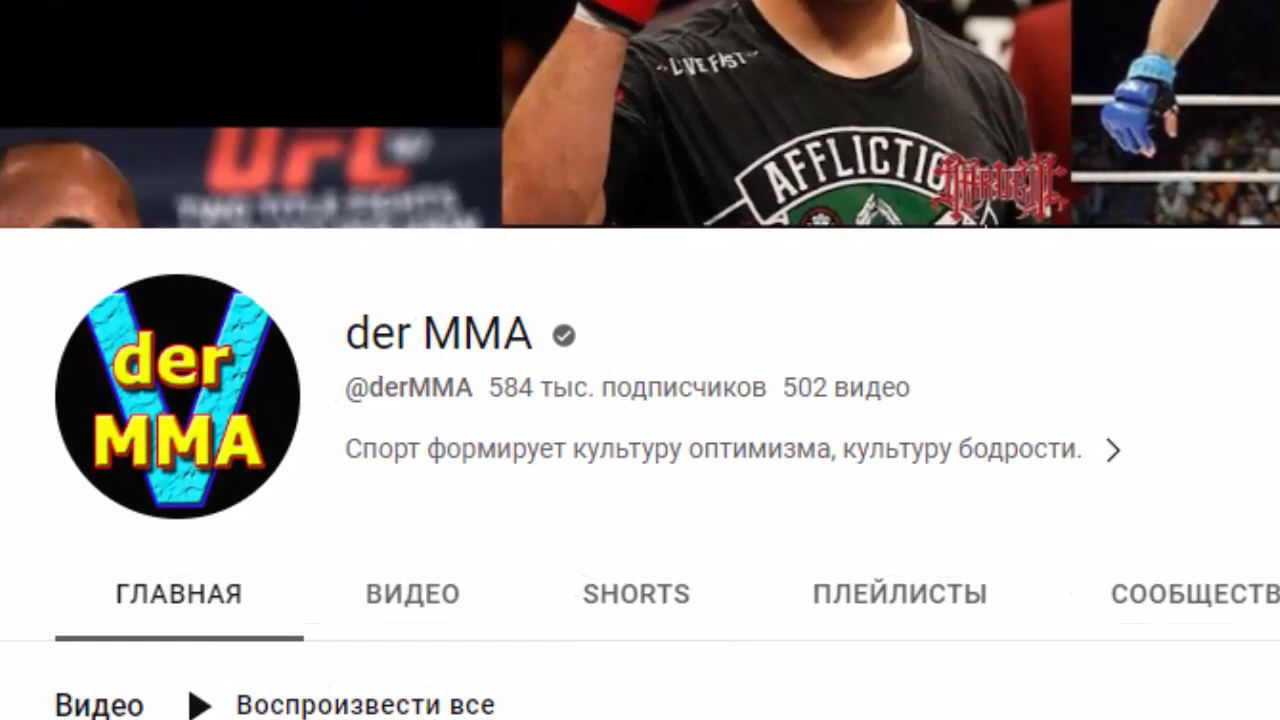 LIVE FAST
UFC
AFFLICTIO
der
MMA
der MMA
@derMMA 584 тыс. подписчиков 502 видео
Спорт формирует культуру оптимизма, культуру бодрости.
ГЛАВНАЯ ВИДЕО SHORTS ПЛЕЙЛИСТЫ СООБЩЕСТВ
Видео Воспроизвести все